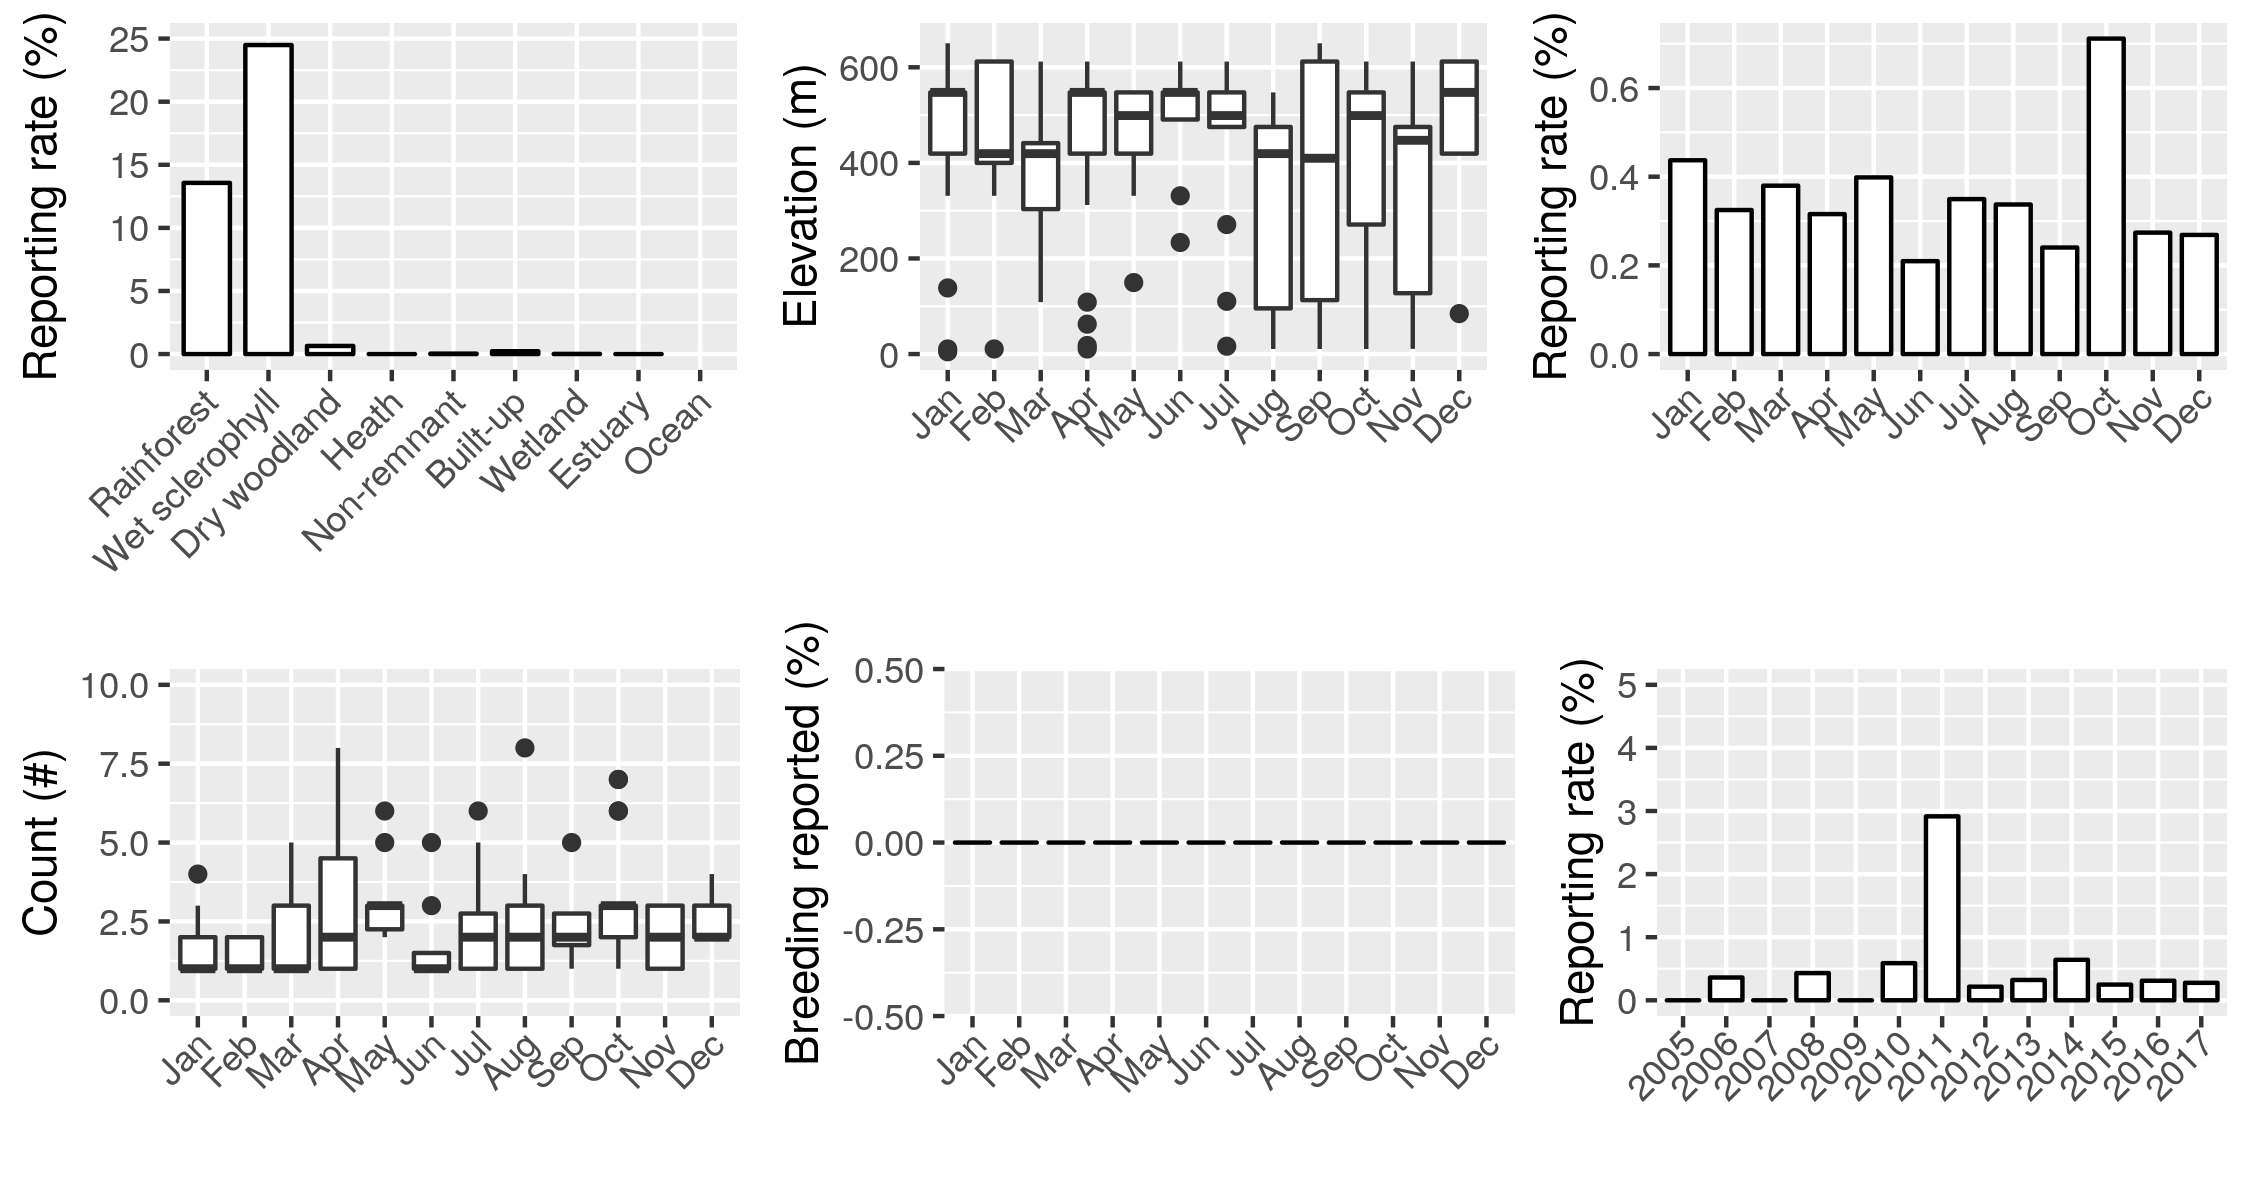 Reporting rate (%)
25
20
15
10
5
0
Rainforest
Wet sclerophyll
Dry woodland
Heath
Non-remnant
Built-up
Wetland
Estuary
Ocean
Elevation (m)
600
400
200
0
Jan
Feb
Mar
Apr
May
Jun
Jul
Aug
Sep
Oct
Nov
Dec
Reporting rate (%)
0.6
0.4
0.2
0.0
Jan
Feb
Mar
Apr
May
Jun
Jul
Aug
Sep
Oct
Nov
Dec
Count (#)
10.0
7.5
5.0
2.5
0.0
Jan
Feb
Mar
Apr
May
Jun
Jul
Aug
Sep
Oct
Nov
Dec
Breeding reported (%)
0.50
0.25
0.00
-0.25
-0.50
Jan
Feb
Mar
Apr
May
Jun
Jul
Aug
Sep
Oct
Nov
Dec
Reporting rate (%)
5
4
3
2
1
0
2005
2006
2007
2008
2009
2010
2011
2012
2013
2014
2015
2016
2017